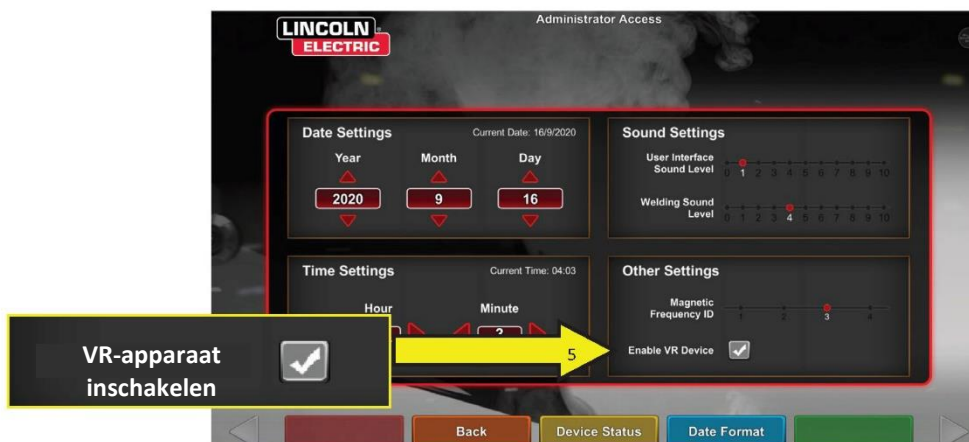 LINCOLN
ELECTRIC
Administrator Access
Date Settings
Current Date: 16/9/2020
Year Month Day
2020 9 16
Sound Settings
User Interface
Sound Level
0 1 2 3 4 5 6 7 8 9 10
Welding Sound
Level
0 1 2 3 4 5 6 7 8 9 10
Time Settings
Current Time: 04:03
Hour Minute
3
Other Settings
Magnetic
Frequency ID
1 2 3 4
Enable VR Device
VR-apparaat
inschakelen
5
Back
Device Status
Date Format